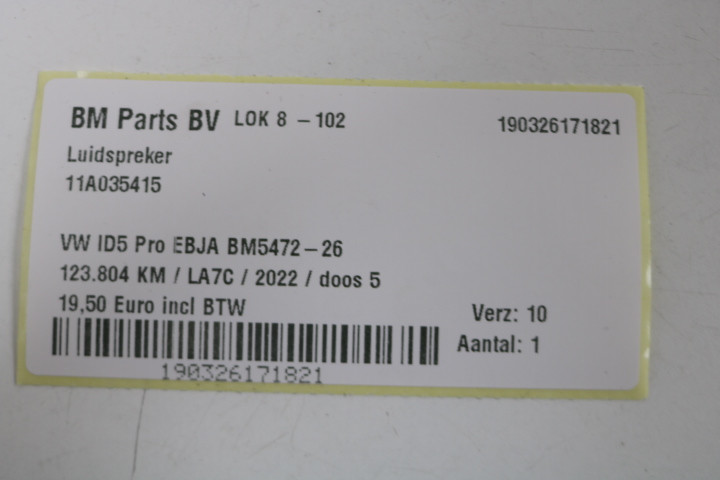 BM Parts BV LOK 8 - 102 190326171821
Luidspreker
11A035415
VW ID5 Pro EBJA BM5472-26
123.804 KM / LA7C / 2022 / doos 5
19,50 Euro incl BTW
Verz: 10
Aantal: 1
190326171821